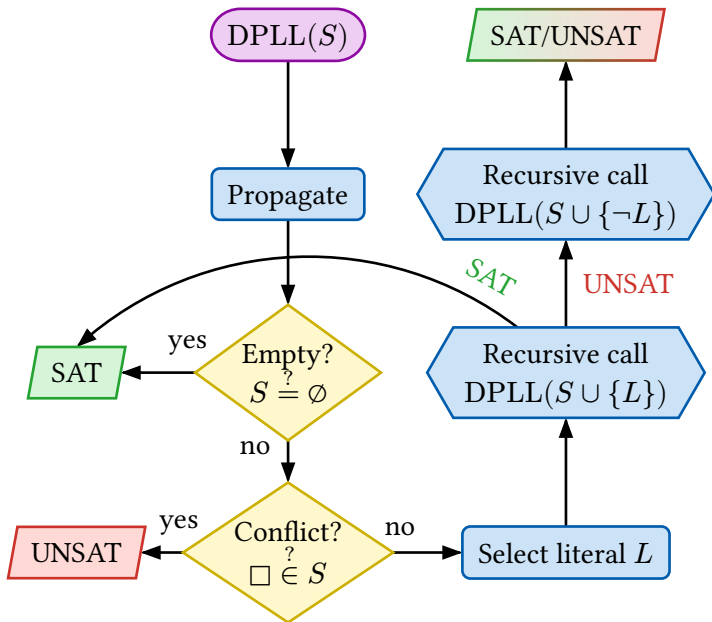 DPLL(S)
SAT/UNSAT
Propagate
Recursive call
DPLL(S ∪ {¬L})
SAT
UNSAT
yes
SAT
Empty?
S ≟ ∅
Recursive call
DPLL(S ∪ {L})
no
yes
UNSAT
Conflict?
?
□ ∈ S
no
Select literal L